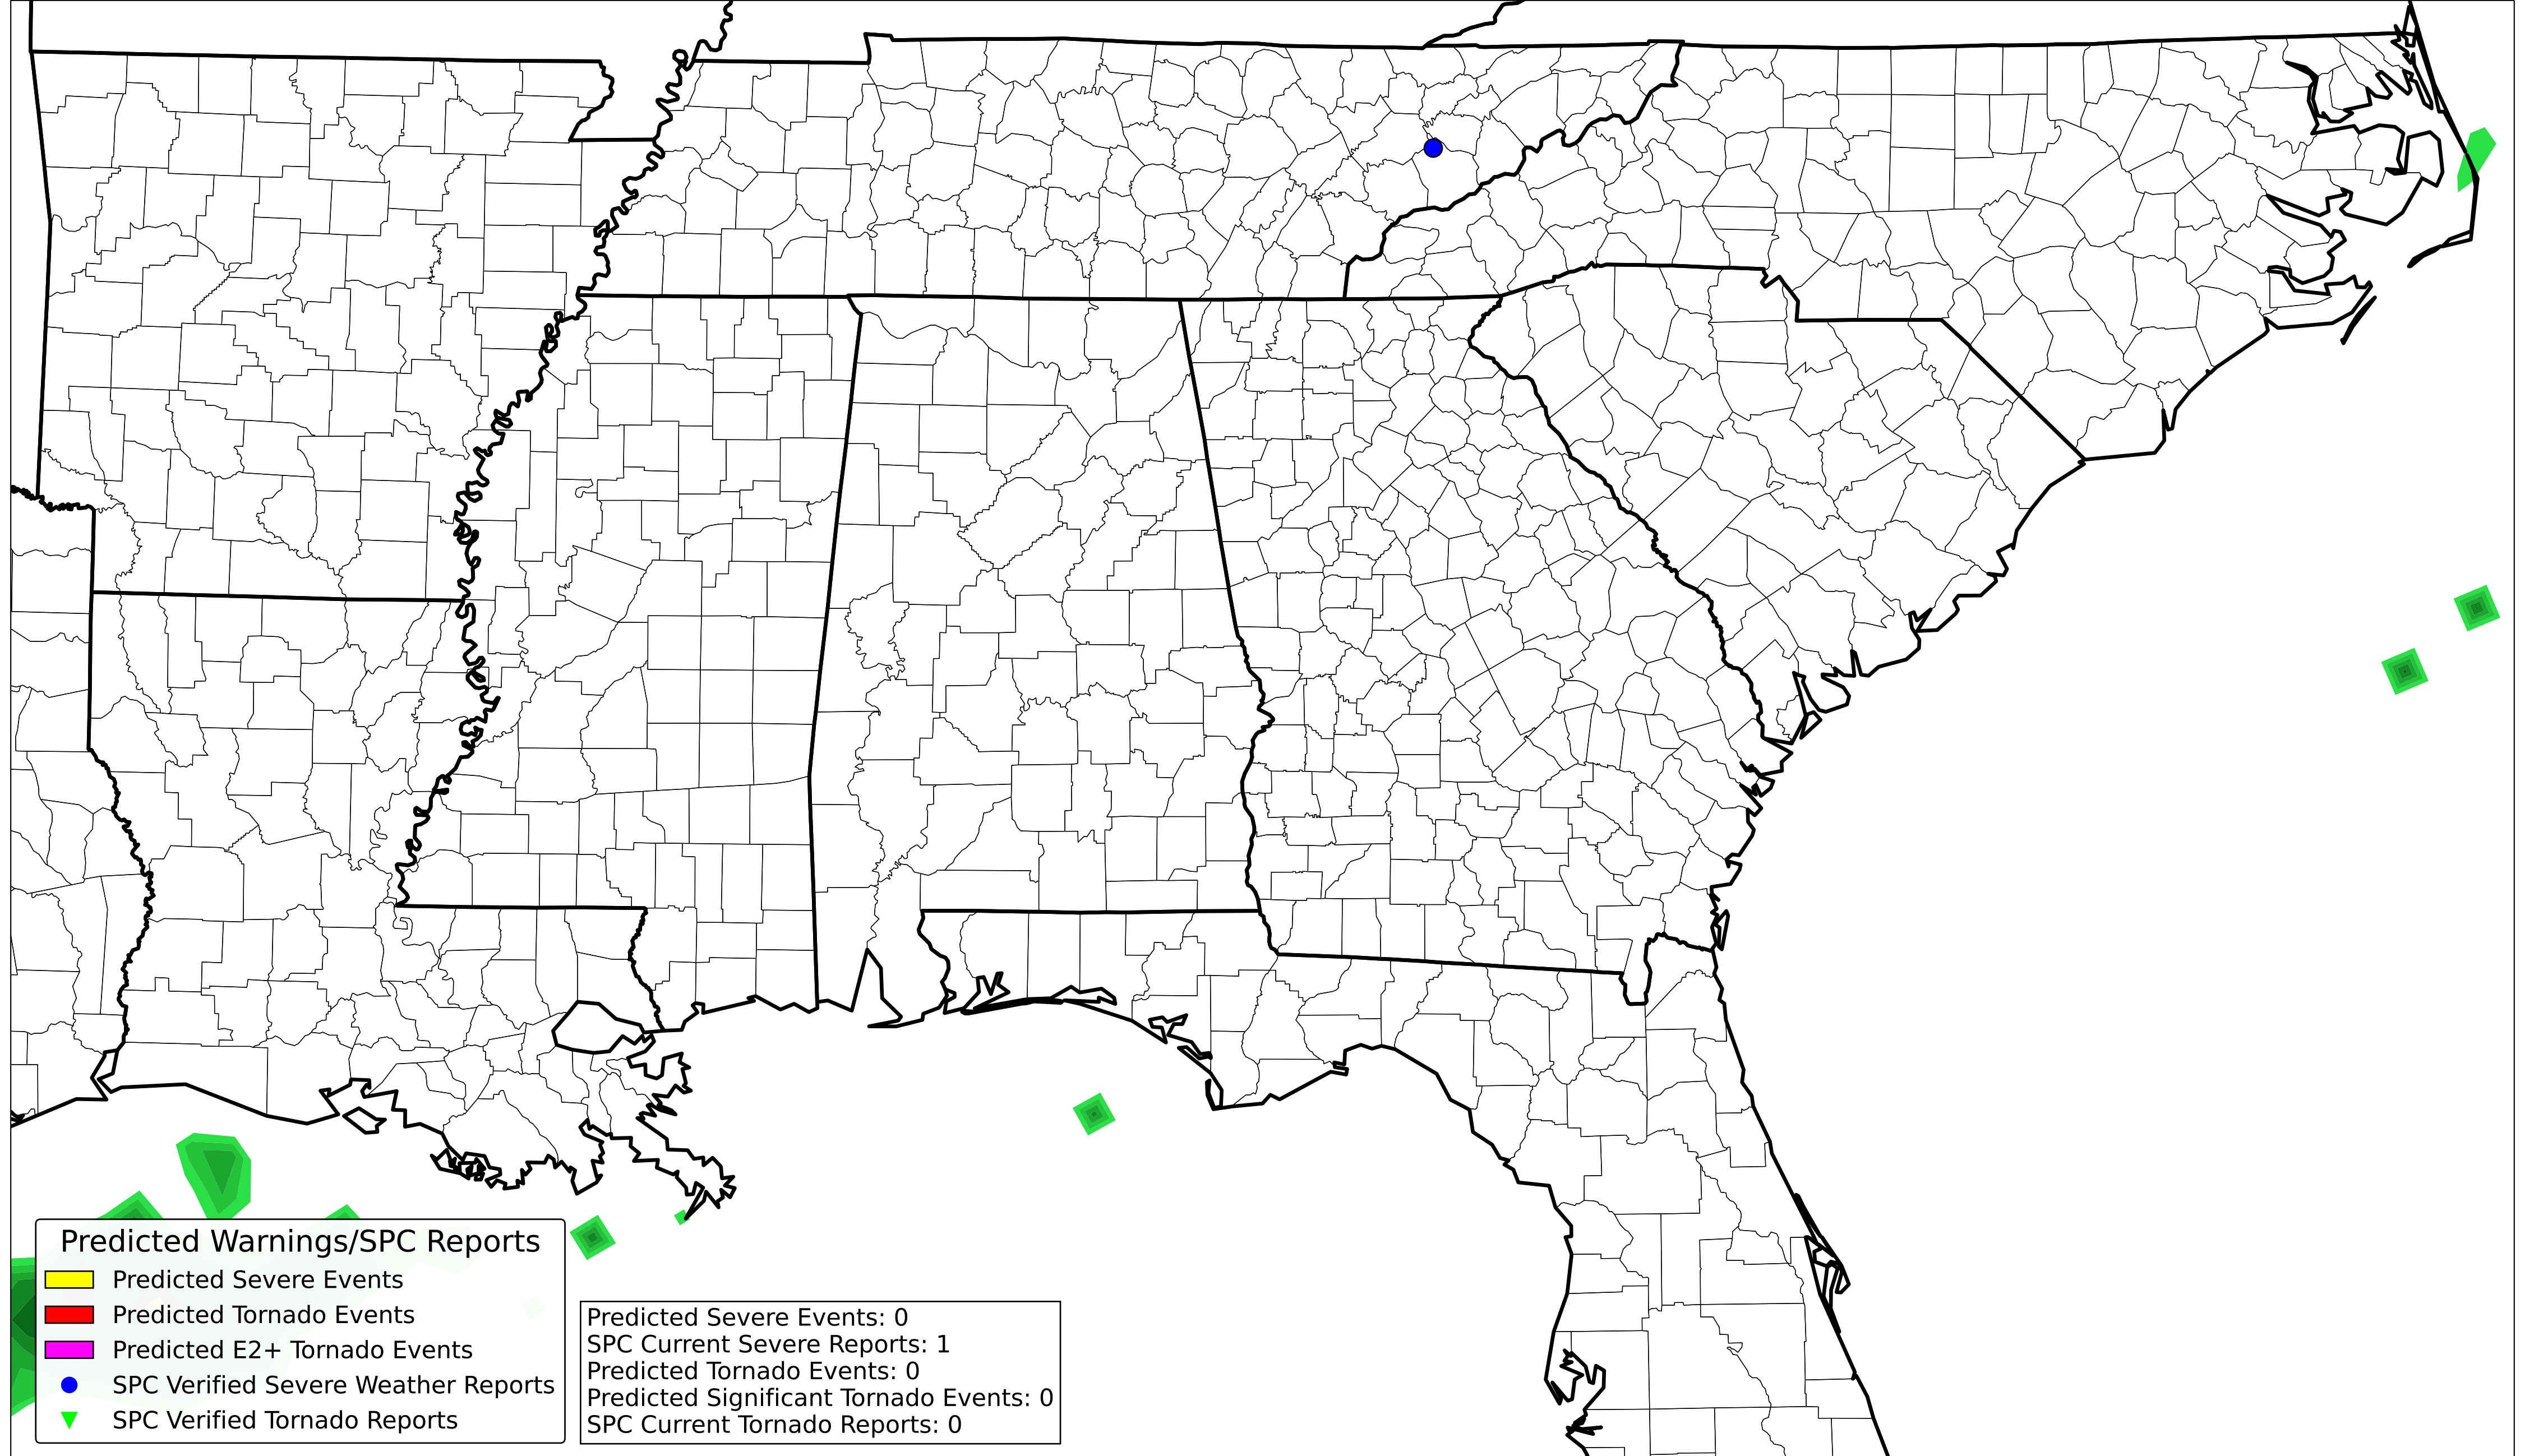 Predicted Warnings/SPC Reports
Predicted Severe Events
Predicted Tornado Events
Predicted E2+ Tornado Events
SPC Verified Severe Weather Reports
SPC Verified Tornado Reports
Predicted Severe Events: 0
SPC Current Severe Reports: 1
Predicted Tornado Events: 0
Predicted Significant Tornado Events: 0
SPC Current Tornado Reports: 0